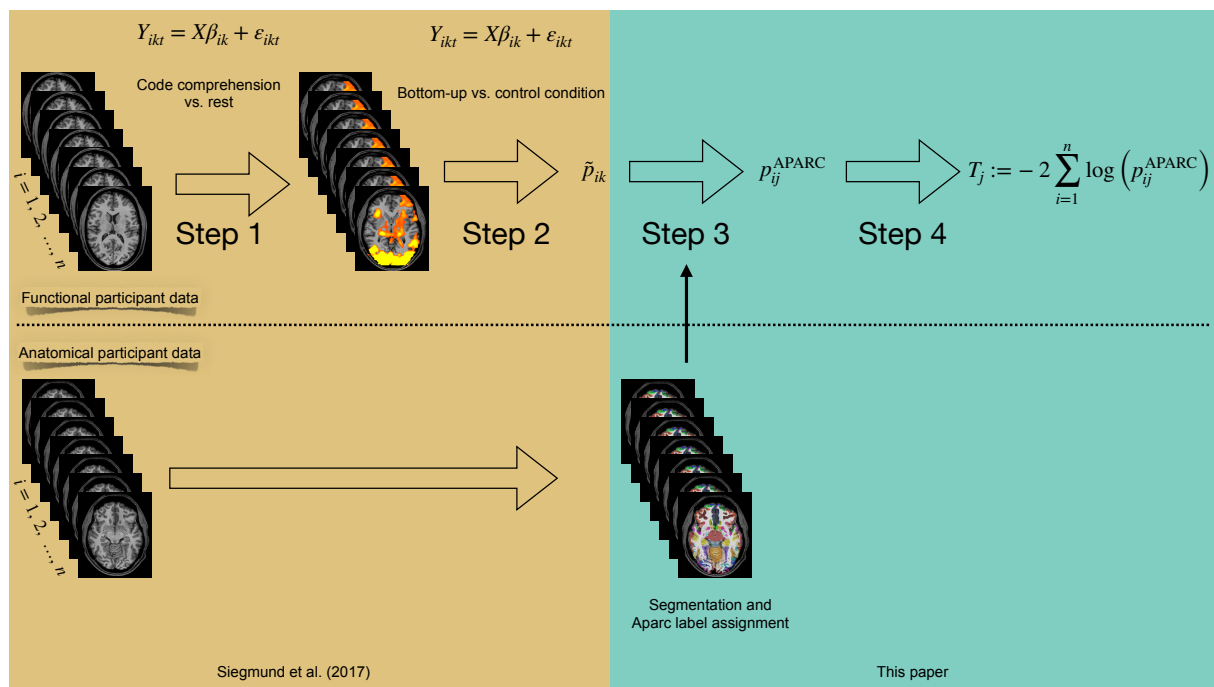 Y_{ikt} = Xβ_{ik} + ε_{ikt}
Y_{ikt} = Xβ_{ik} + ε_{ikt}
Code comprehension
vs. rest
Bottom-up vs. control condition
p̃_{ik}
p_{ij}^{APARC}
T_j := − 2 ∑_{i=1}^{n} log (p_{ij}^{APARC})
i = 1, 2, …, n
Step 1
Step 2
Step 3
Step 4
Functional participant data
Anatomical participant data
i = 1, 2, …, n
Segmentation and
Aparc label assignment
Siegmund et al. (2017)
This paper